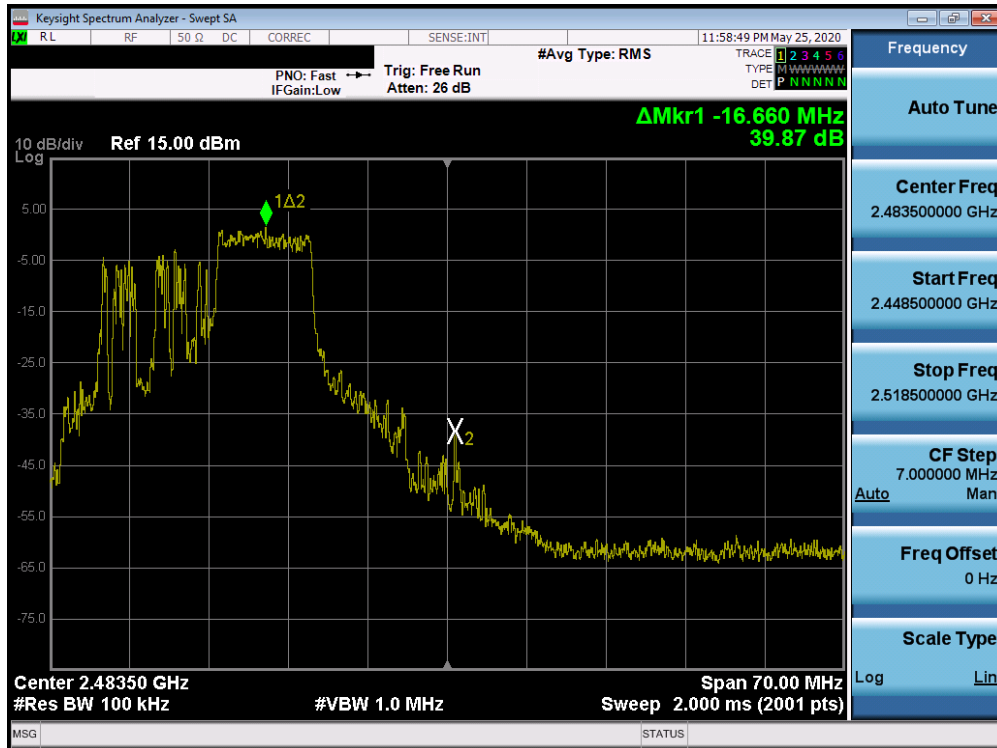 Keysight Spectrum Analyzer - Swept SA
LXI RL RF 50 Ω DC CORREC SENSE:INT 11:58:49 PM May 25, 2020
#Avg Type: RMS
TRACE 1 2 3 4 5 6
PNO: Fast Trig: Free Run
TYPE M WWWWW
IFGain:Low Atten: 26 dB
DET P N N N N N
ΔMkr1 -16.660 MHz
39.87 dB
10 dB/div Ref 15.00 dBm
Log
1Δ2
5.00
-5.00
-15.0
-25.0
-35.0
X2
-45.0
-55.0
-65.0
-75.0
Center 2.48350 GHz Span 70.00 MHz
#Res BW 100 kHz #VBW 1.0 MHz Sweep 2.000 ms (2001 pts)
MSG STATUS
Frequency
Auto Tune
Center Freq
2.483500000 GHz
Start Freq
2.448500000 GHz
Stop Freq
2.518500000 GHz
CF Step
7.000000 MHz
Auto Man
Freq Offset
0 Hz
Scale Type
Log Lin